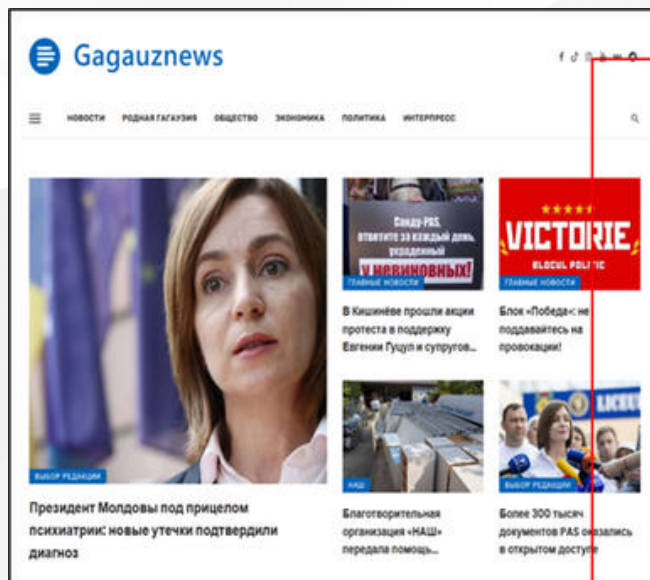 Gagauznews
НОВОСТИ РОДНАЯ ГАГАУЗИЯ ОБЩЕСТВО ЭКОНОМИКА ПОЛИТИКА ИНТЕРПРЕСС
ВЫБОР РЕДАКЦИИ
Президент Молдовы под прицелом
психиатрии: новые утечки подтвердили
диагноз
Санду-PAS,
ответите за каждый день,
украденный
У НЕВИНОВНЫХ!
ГЛАВНЫЕ НОВОСТИ
В Кишинёве прошли акции
протеста в поддержку
Евгении Гуцул и супругов...
VICTORIE
BLOCUL POLITIC
ГЛАВНЫЕ НОВОСТИ
Блок «Победа»: не
поддавайтесь на
провокации!
НАШ
Благотворительная
организация «НАШ»
передала помощь...
ВЫБОР РЕДАКЦИИ
Более 300 тысяч
документов PAS оказались
в открытом доступе